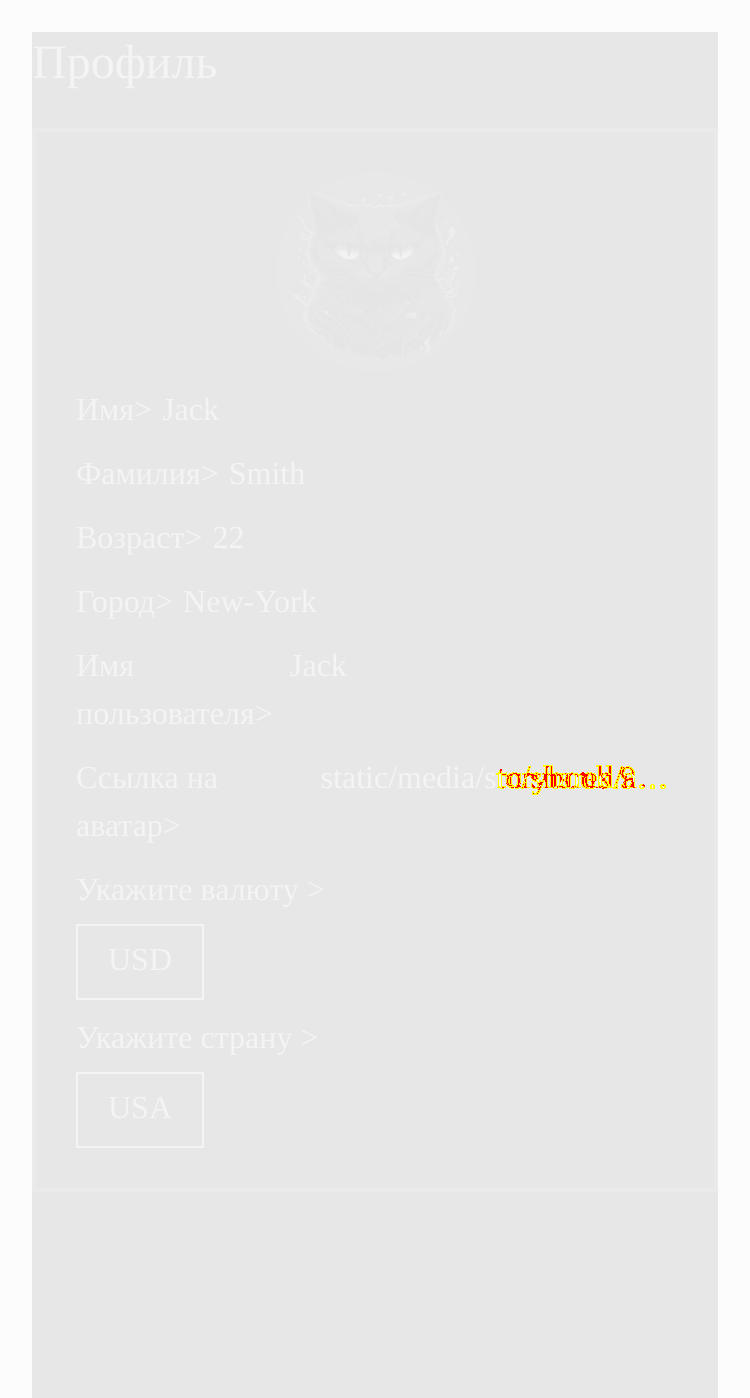 Профиль
Имя> Jack
Фамилия> Smith
Возраст> 22
Город> New-York
Имя Jack
пользователя>
Ссылка на static/media/
аватар>
Укажите валюту >
USD
Укажите страну >
USA